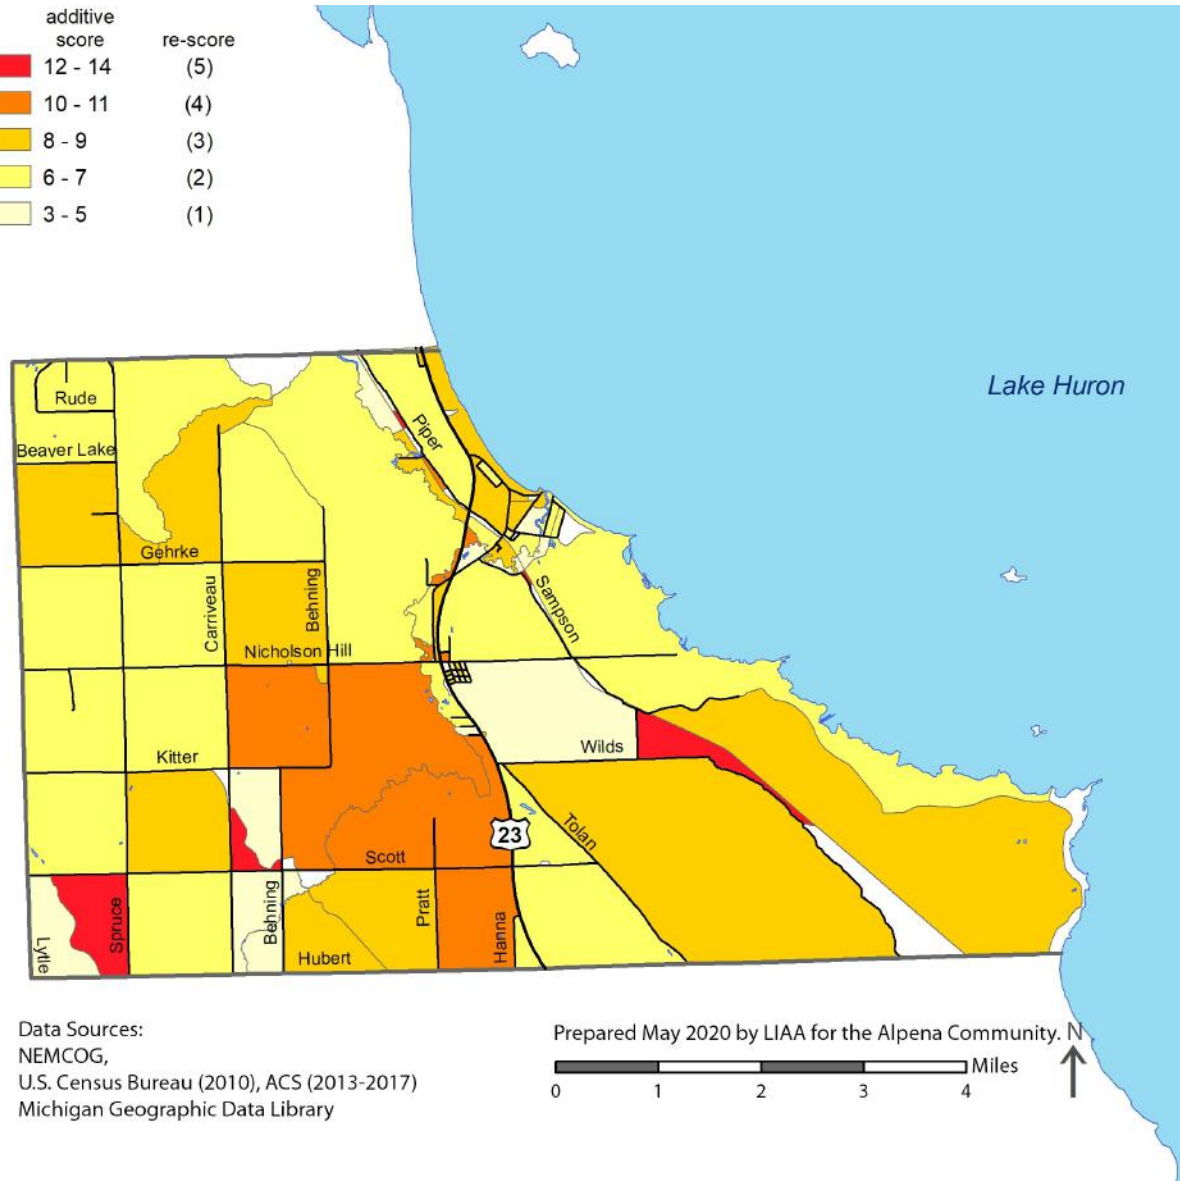 additive
score re-score
12 - 14 (5)
10 - 11 (4)
8 - 9 (3)
6 - 7 (2)
3 - 5 (1)
Lake Huron
Rude
Piper
Beaver Lake
Gehrke
Carriveau
Behning
Sampson
Nicholson Hill
Wilds
Kitter
Tolan
23
Scott
Lytle
Spruce
Behning
Pratt
Hanna
Hubert
Data Sources:
NEMCOG,
U.S. Census Bureau (2010), ACS (2013-2017)
Michigan Geographic Data Library
Prepared May 2020 by LIAA for the Alpena Community. N
Miles
0 1 2 3 4